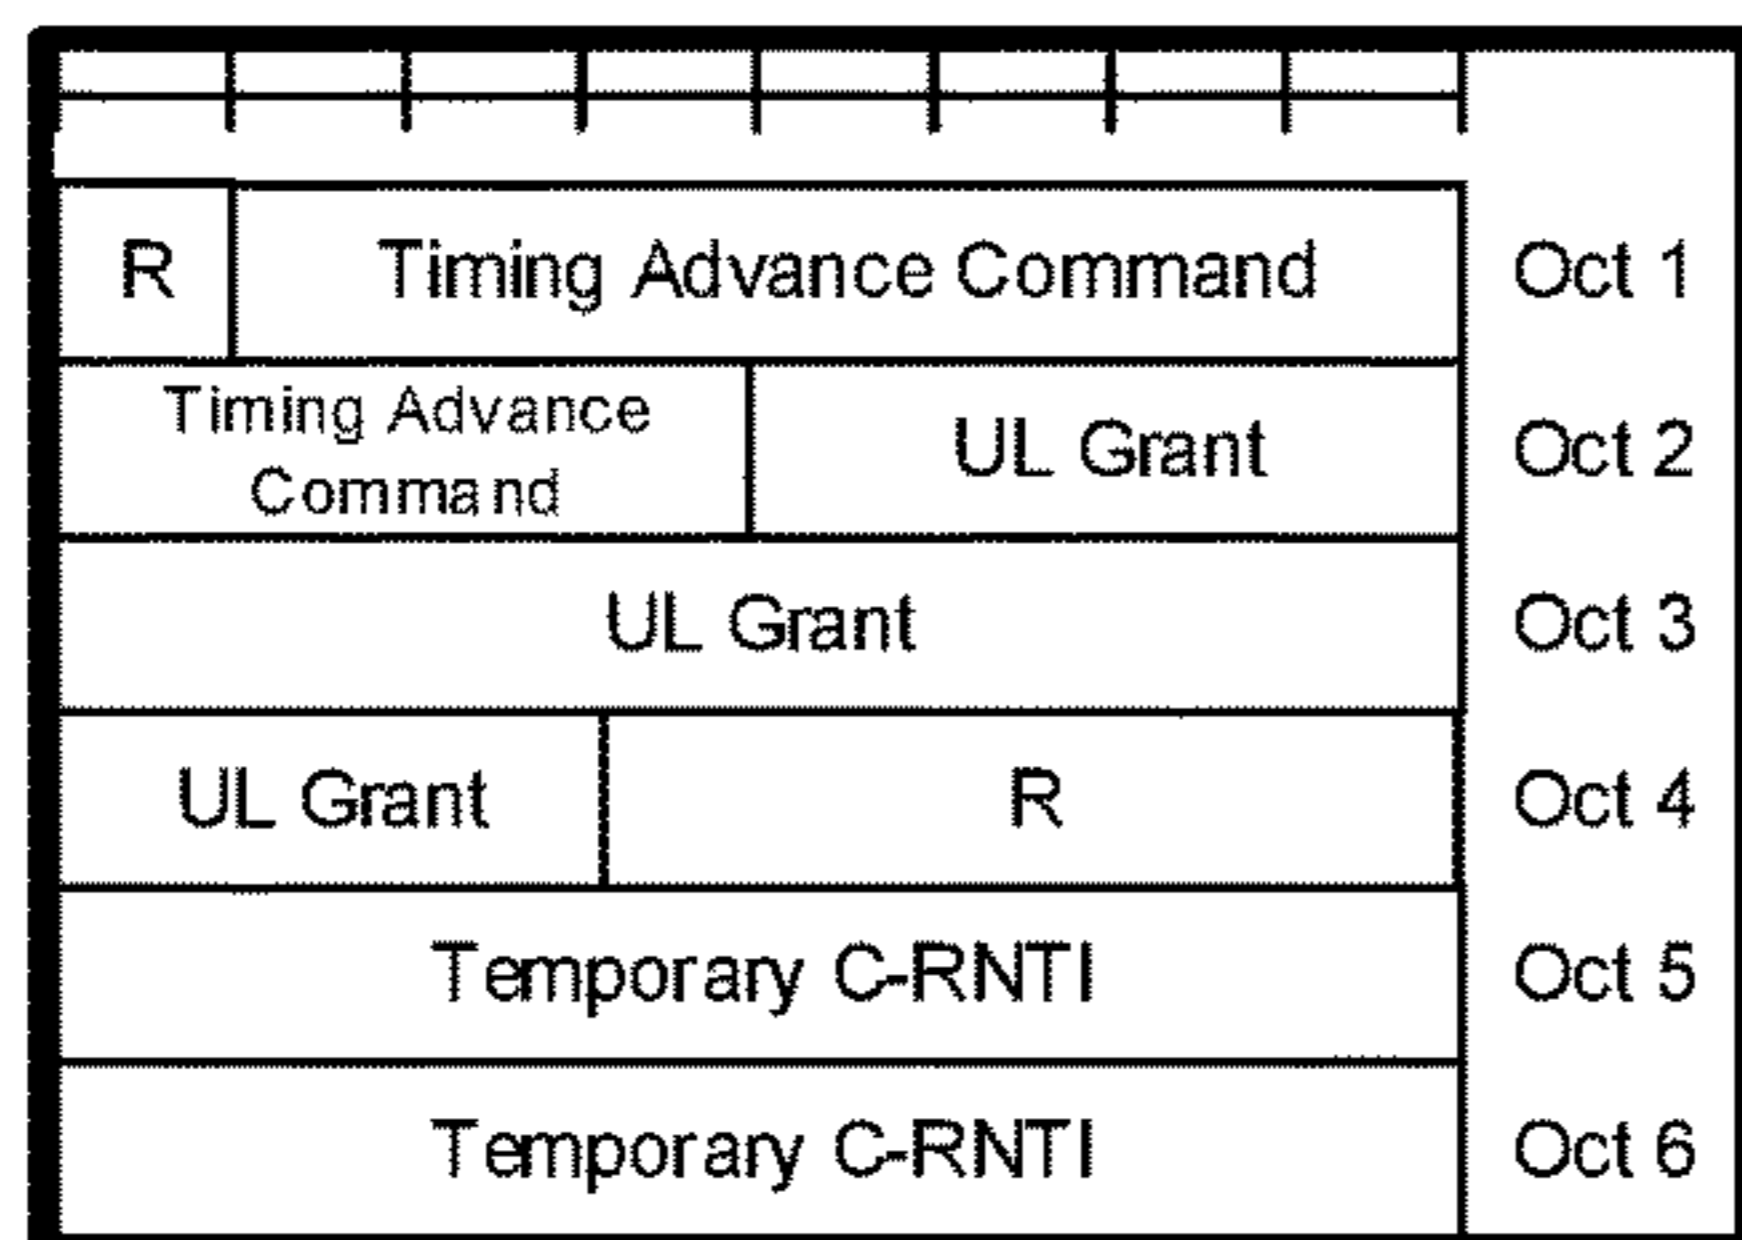 R Timing Advance Command Oct 1
Timing Advance
Command
UL Grant Oct 2
UL Grant Oct 3
UL Grant R Oct 4
Temporary C-RNTI Oct 5
Temporary C-RNTI Oct 6